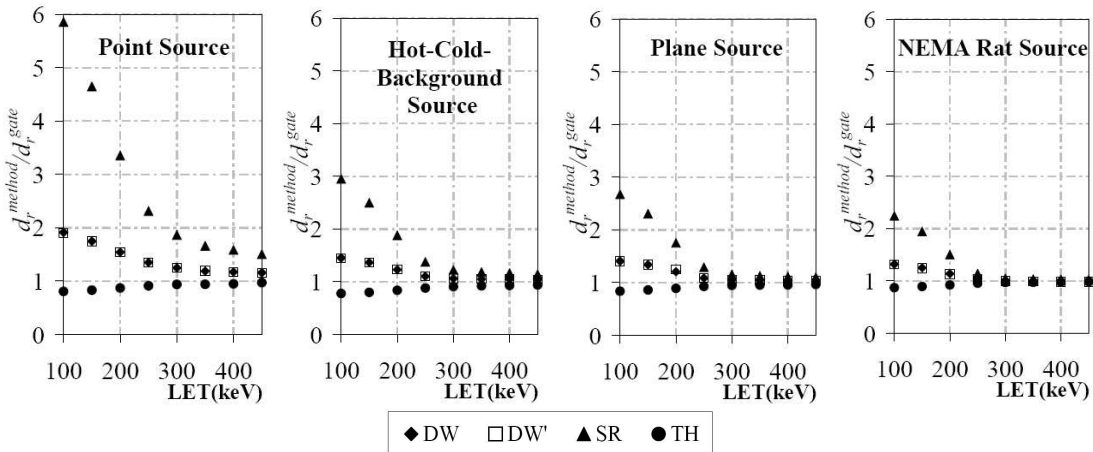 Point Source
d_r^method/d_r^gate
6
5
4
3
2
1
0
100 200 300 400
LET(keV)
Hot-Cold-
Background
Source
d_r^method/d_r^gate
6
5
4
3
2
1
0
100 200 300 400
LET(keV)
Plane Source
d_r^method/d_r^gate
6
5
4
3
2
1
0
100 200 300 400
LET(keV)
NEMA Rat Source
d_r^method/d_r^gate
6
5
4
3
2
1
0
100 200 300 400
LET(keV)
DW DW' SR TH